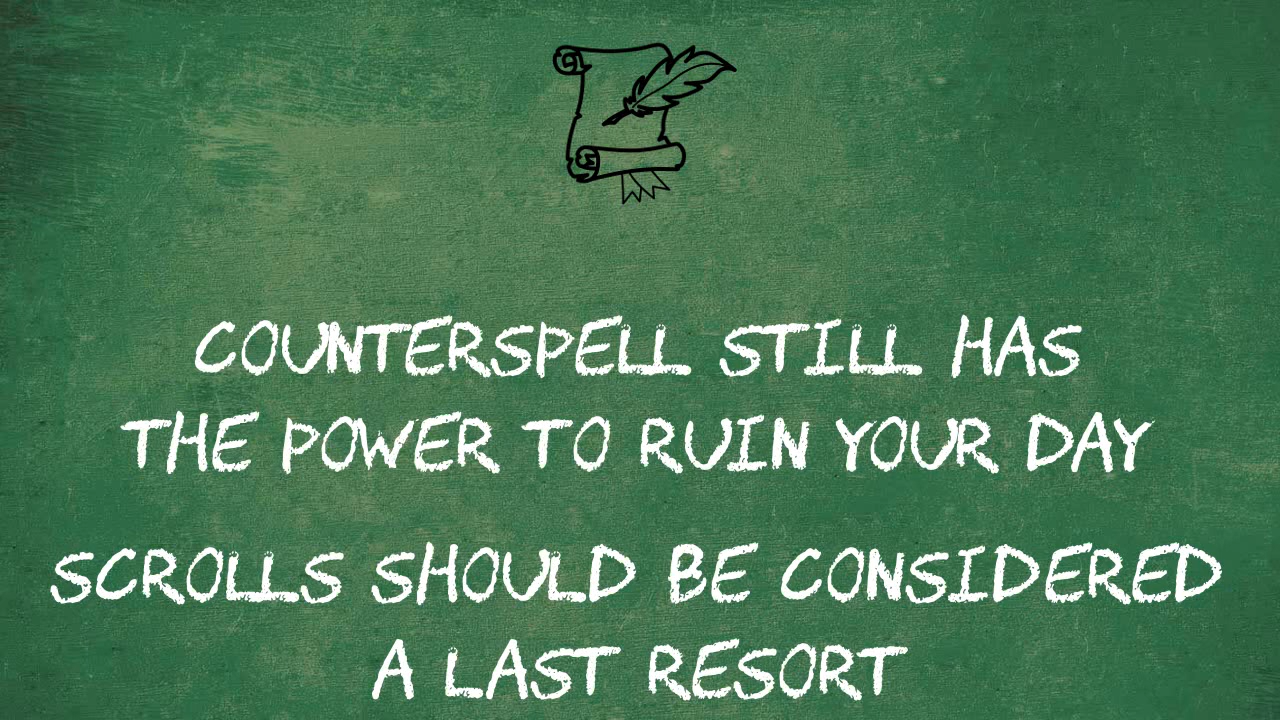 COUNTERSPELL STILL HAS
THE POWER TO RUIN YOUR DAY
SCROLLS SHOULD BE CONSIDERED
A LAST RESORT